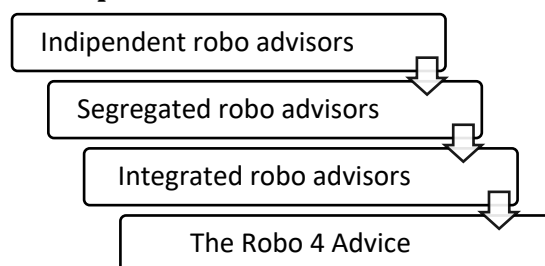 Indipendent robo advisors
Segregated robo advisors
Integrated robo advisors
The Robo 4 Advice